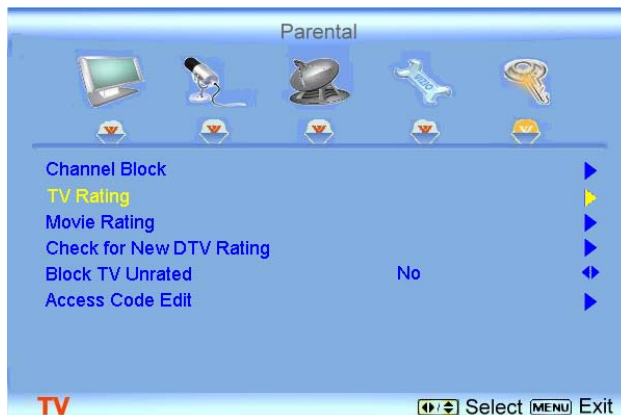 Parental
VIZIO
Channel Block
TV Rating
Movie Rating
Check for New DTV Rating
Block TV Unrated No
Access Code Edit
TV Select MENU Exit